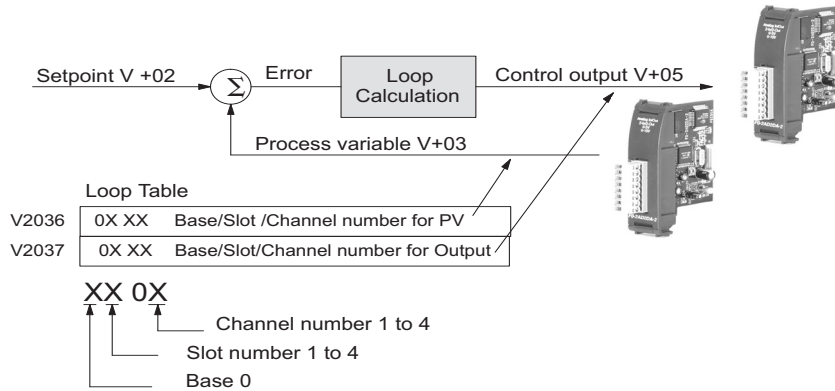 Setpoint V +02
Σ
Error
Loop
Calculation
Control output V+05
Process variable V+03
Loop Table
V2036 0X XX Base/Slot /Channel number for PV
V2037 0X XX Base/Slot/Channel number for Output
XX 0X
Channel number 1 to 4
Slot number 1 to 4
Base 0